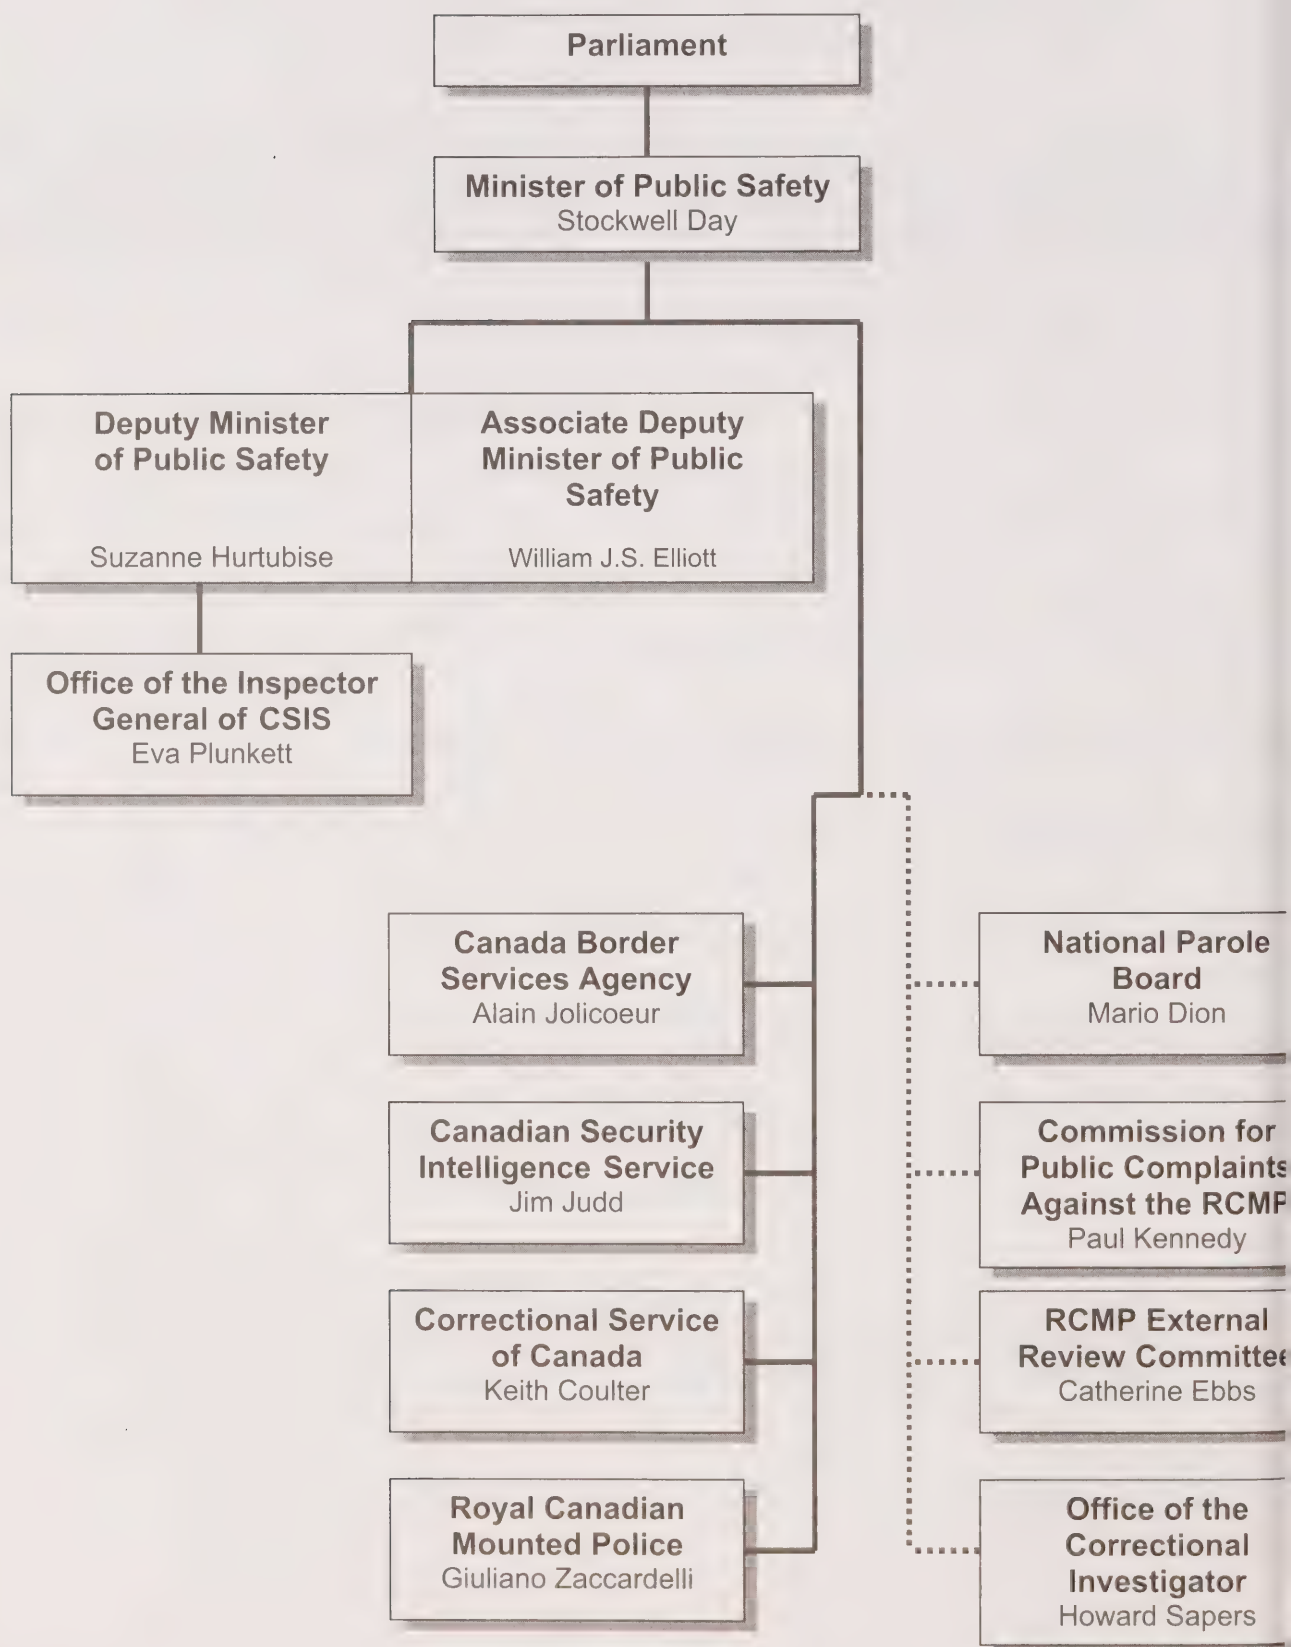 Parliament
Minister of Public Safety
Stockwell Day
Deputy Minister
of Public Safety
Suzanne Hurtubise
Associate Deputy
Minister of Public
Safety
William J.S. Elliott
Office of the Inspector
General of CSIS
Eva Plunkett
Canada Border
Services Agency
Alain Jolicoeur
Canadian Security
Intelligence Service
Jim Judd
Correctional Service
of Canada
Keith Coulter
Royal Canadian
Mounted Police
Giuliano Zaccardelli
National Parole
Board
Mario Dion
Commission for
Public Complaints
Against the RCMP
Paul Kennedy
RCMP External
Review Committee
Catherine Ebbs
Office of the
Correctional
Investigator
Howard Sapers